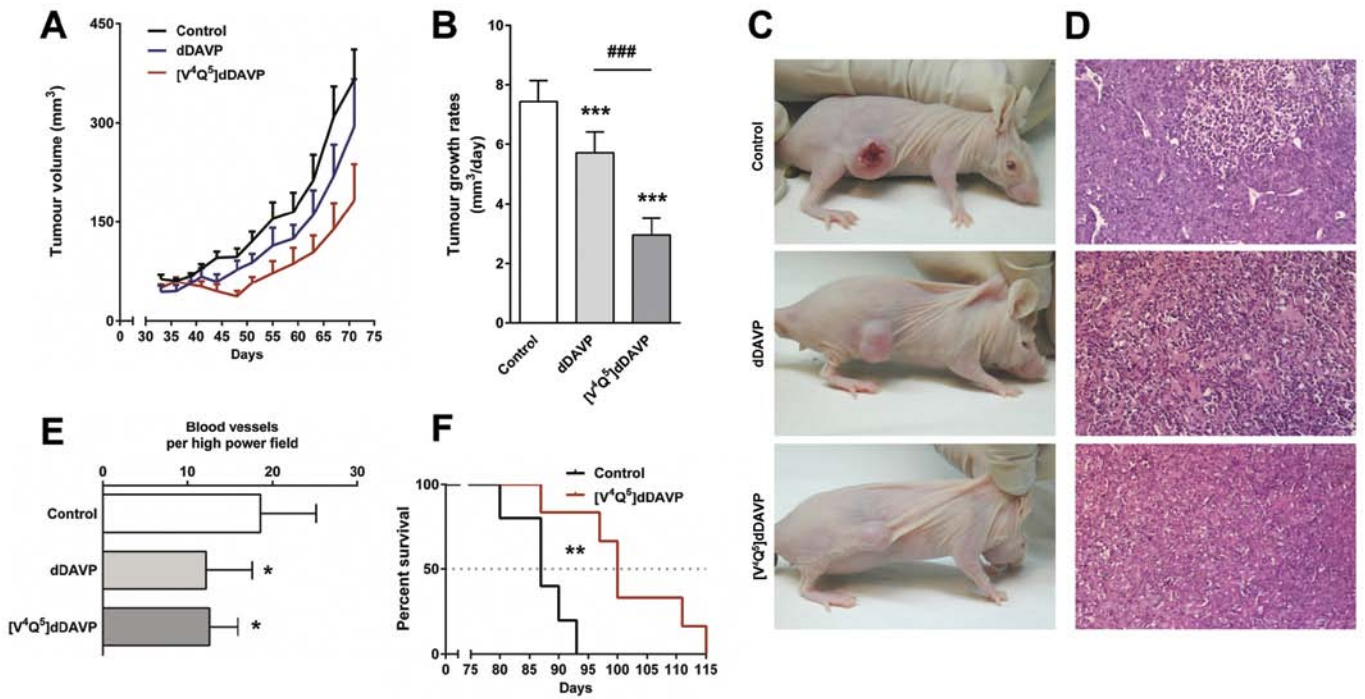 A
Control
dDAVP
[V⁴Q⁵]dDAVP
Tumour volume (mm³)
450
300
150
0
0 30 35 40 45 50 55 60 65 70 75
Days
B
Tumour growth rates
(mm³/day)
10
8
6
4
2
0
###
***
***
Control
dDAVP
[V⁴Q⁵]dDAVP
C
D
Control
dDAVP
[V⁴Q⁵]dDAVP
E
Blood vessels
per high power field
0 10 20 30
Control
dDAVP
*
[V⁴Q⁵]dDAVP
*
F
Control
[V⁴Q⁵]dDAVP
Percent survival
100
50
0
**
0 75 80 85 90 95 100 105 110 115
Days